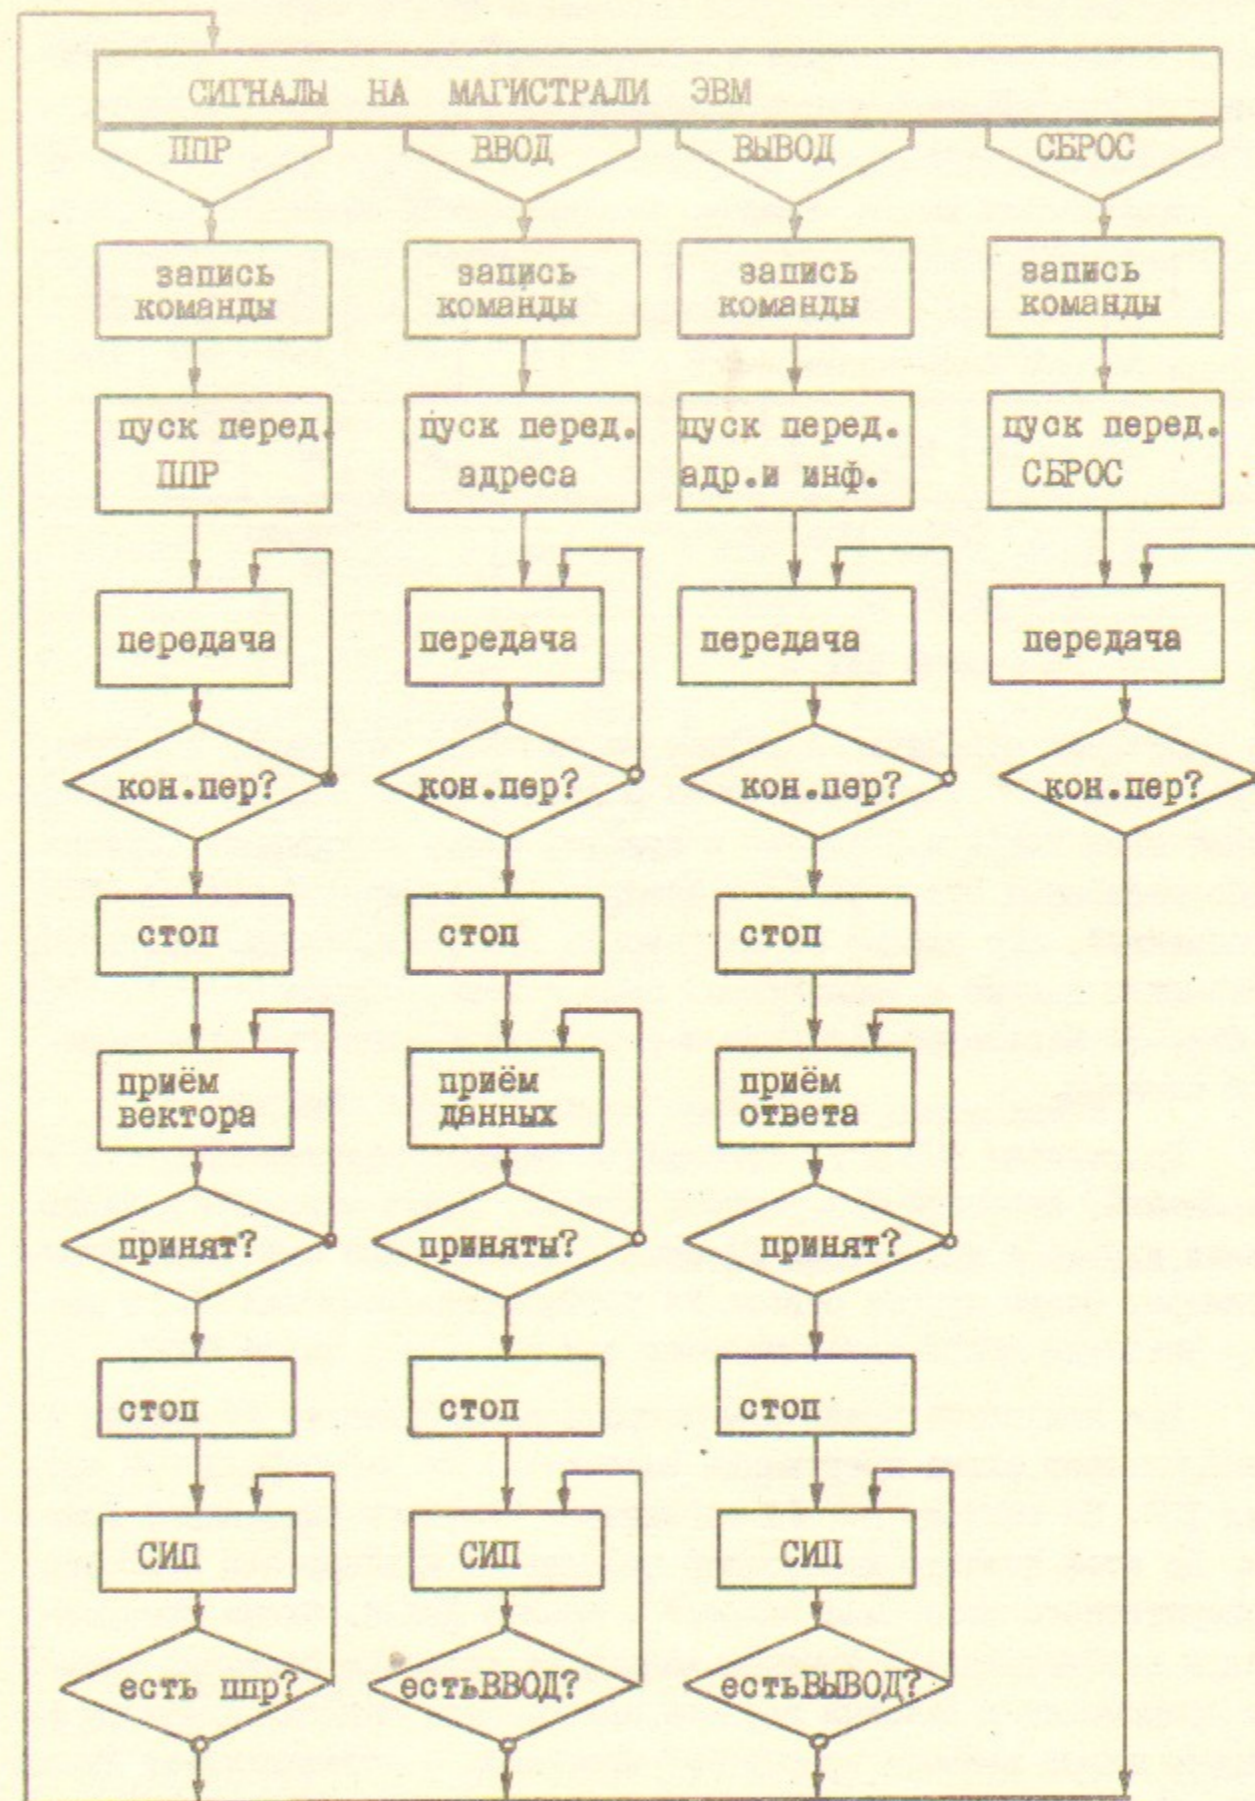 СИГНАЛЫ НА МАГИСТРАЛИ ЭВМ
ППР ВВОД ВЫВОД СБРОС
запись запись запись запись
команды команды команды команды
пуск перед. пуск перед. пуск перед. пуск перед.
ППР адреса адр.и инф. СБРОС
передача передача передача передача
кон.пер? кон.пер? кон.пер? кон.пер?
стоп стоп стоп
приём приём приём
вектора данных ответа
принят? приняты? принят?
стоп стоп стоп
СИП СИП СИП
есть ппр? естьВВОД? естьВЫВОД?